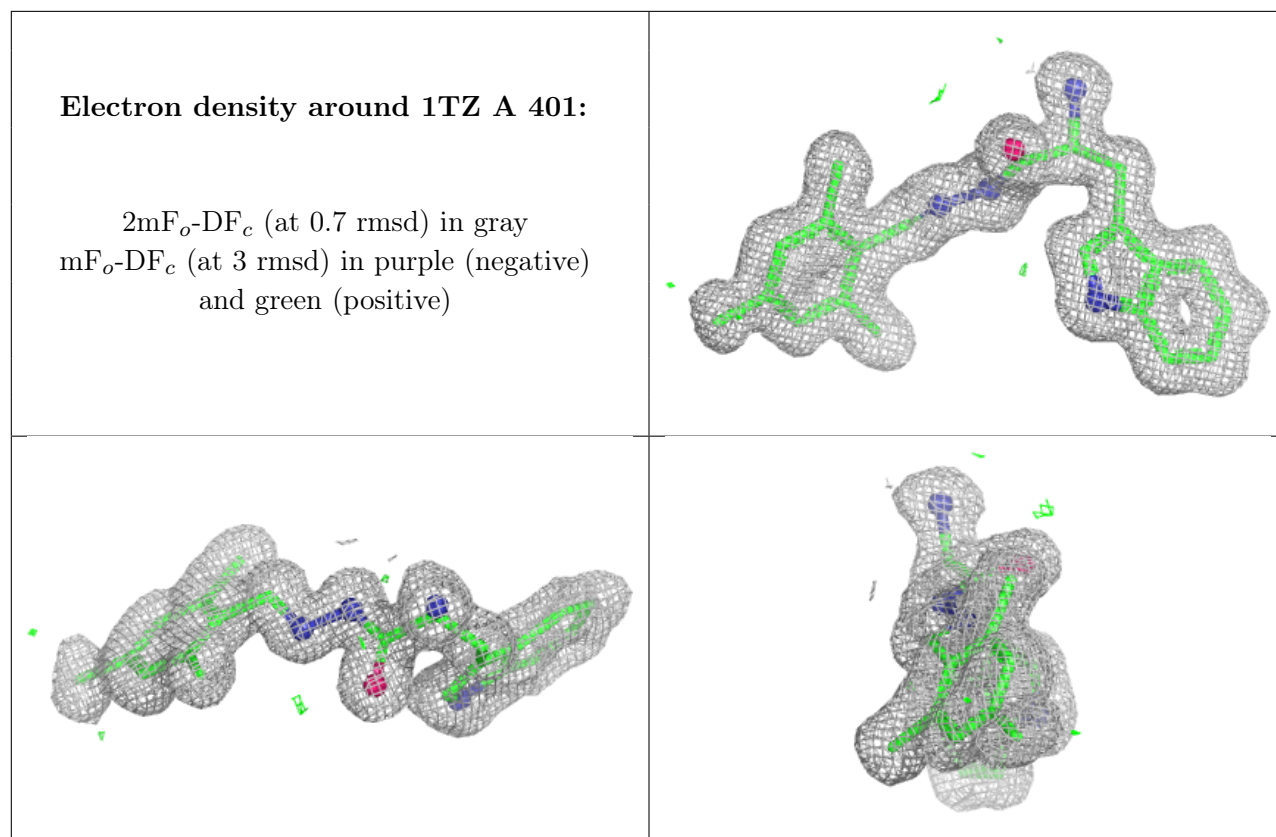 Electron density around 1TZ A 401:
2mFo-DFc (at 0.7 rmsd) in gray
mFo-DFc (at 3 rmsd) in purple (negative)
and green (positive)